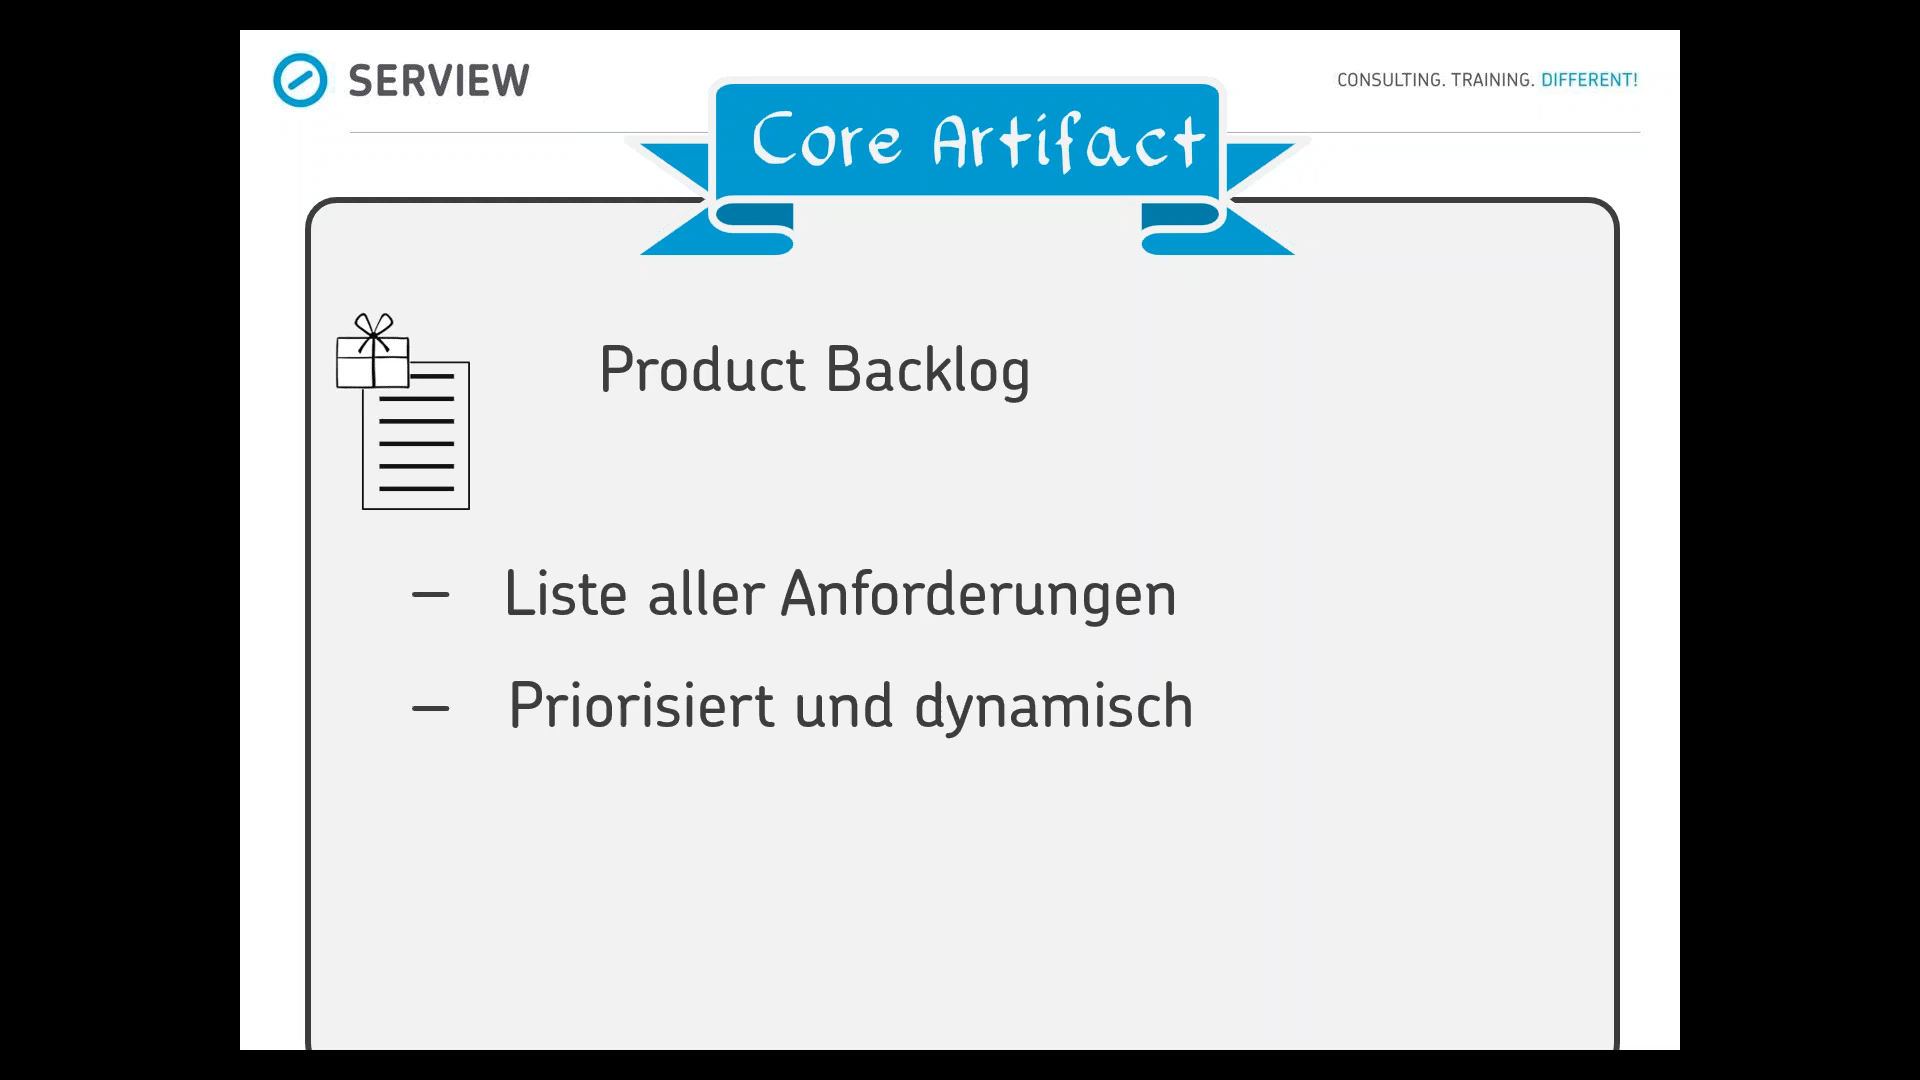 SERVIEW
CONSULTING. TRAINING. DIFFERENT!
Core Artifact
Product Backlog
– Liste aller Anforderungen
– Priorisiert und dynamisch